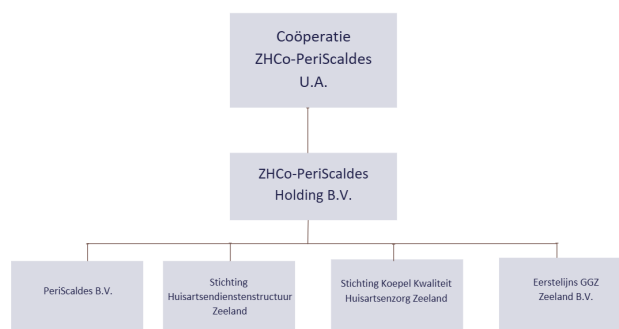 Coöperatie
ZHCo-PeriScaldes
U.A.
ZHCo-PeriScaldes
Holding B.V.
PeriScaldes B.V.
Stichting
Huisartsendienstenstructuur
Zeeland
Stichting Koepel Kwaliteit
Huisartsenzorg Zeeland
Eerstelijns GGZ
Zeeland B.V.